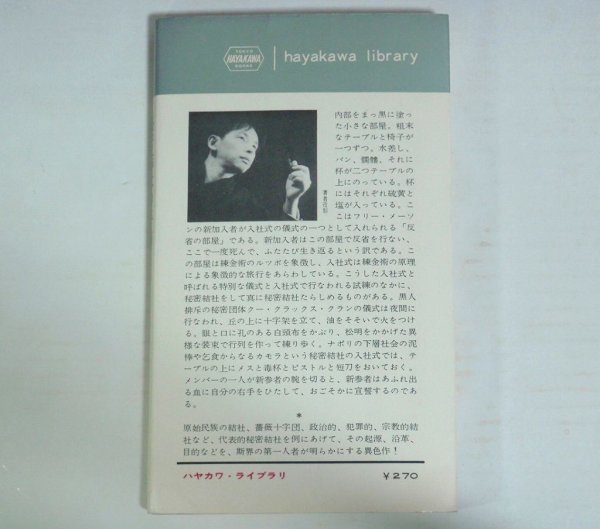 TOKYO
HAYAKAWA
BOOKS
hayakawa library
内部をまっ黒に塗っ
た小さな部屋。粗末
なテーブルと椅子が
一つずつ。水差し、
パン、髑髏、それに
杯が二つテーブルの
上にのっている。杯
にはそれぞれ硫黄と
塩が入っている。こ
こはフリー・メーソ
ンの新加入者が入社式の儀式の一つとして入れられる「反
省の部屋」である。新加入者はこの部屋で反省を行ない、
ここで一度死んで、ふたたび生き返るという訳である。こ
の部屋は練金術のルツボを象徴し、入社式は練金術の原理
による象徴的な旅行をあらわしている。こうした入社式と
呼ばれる特別な儀式と入社式で行なわれる試練のなかに、
秘密結社をして真に秘密結社たらしめるものがある。黒人
排斥の秘密団体クー・クラックス・クランの儀式は夜間に
行なわれ、丘の上に十字架を立て、油をそそいで火をつけ
る。眼と口に孔のある白頭布をかぶり、松明をかかげた異
様な装束で行列を作って練り歩く。ナポリの下層社会の泥
棒や乞食からなるカモラという秘密結社の入社式では、テ
ーブルの上にメスと毒杯とピストルと短刀をおいておく。
メンバーの一人が新参者の腕を切ると、新参者はあふれ出
る血に自分の右手をひたして、おごそかに宣誓するのであ
る。
*
原始民族の結社、薔薇十字団、政治的、犯罪的、宗教的結
社など、代表的秘密結社を例にあげて、その起源、沿革、
目的などを、斯界の第一人者が明らかにする異色作！
ハヤカワ・ライブラリ
￥270